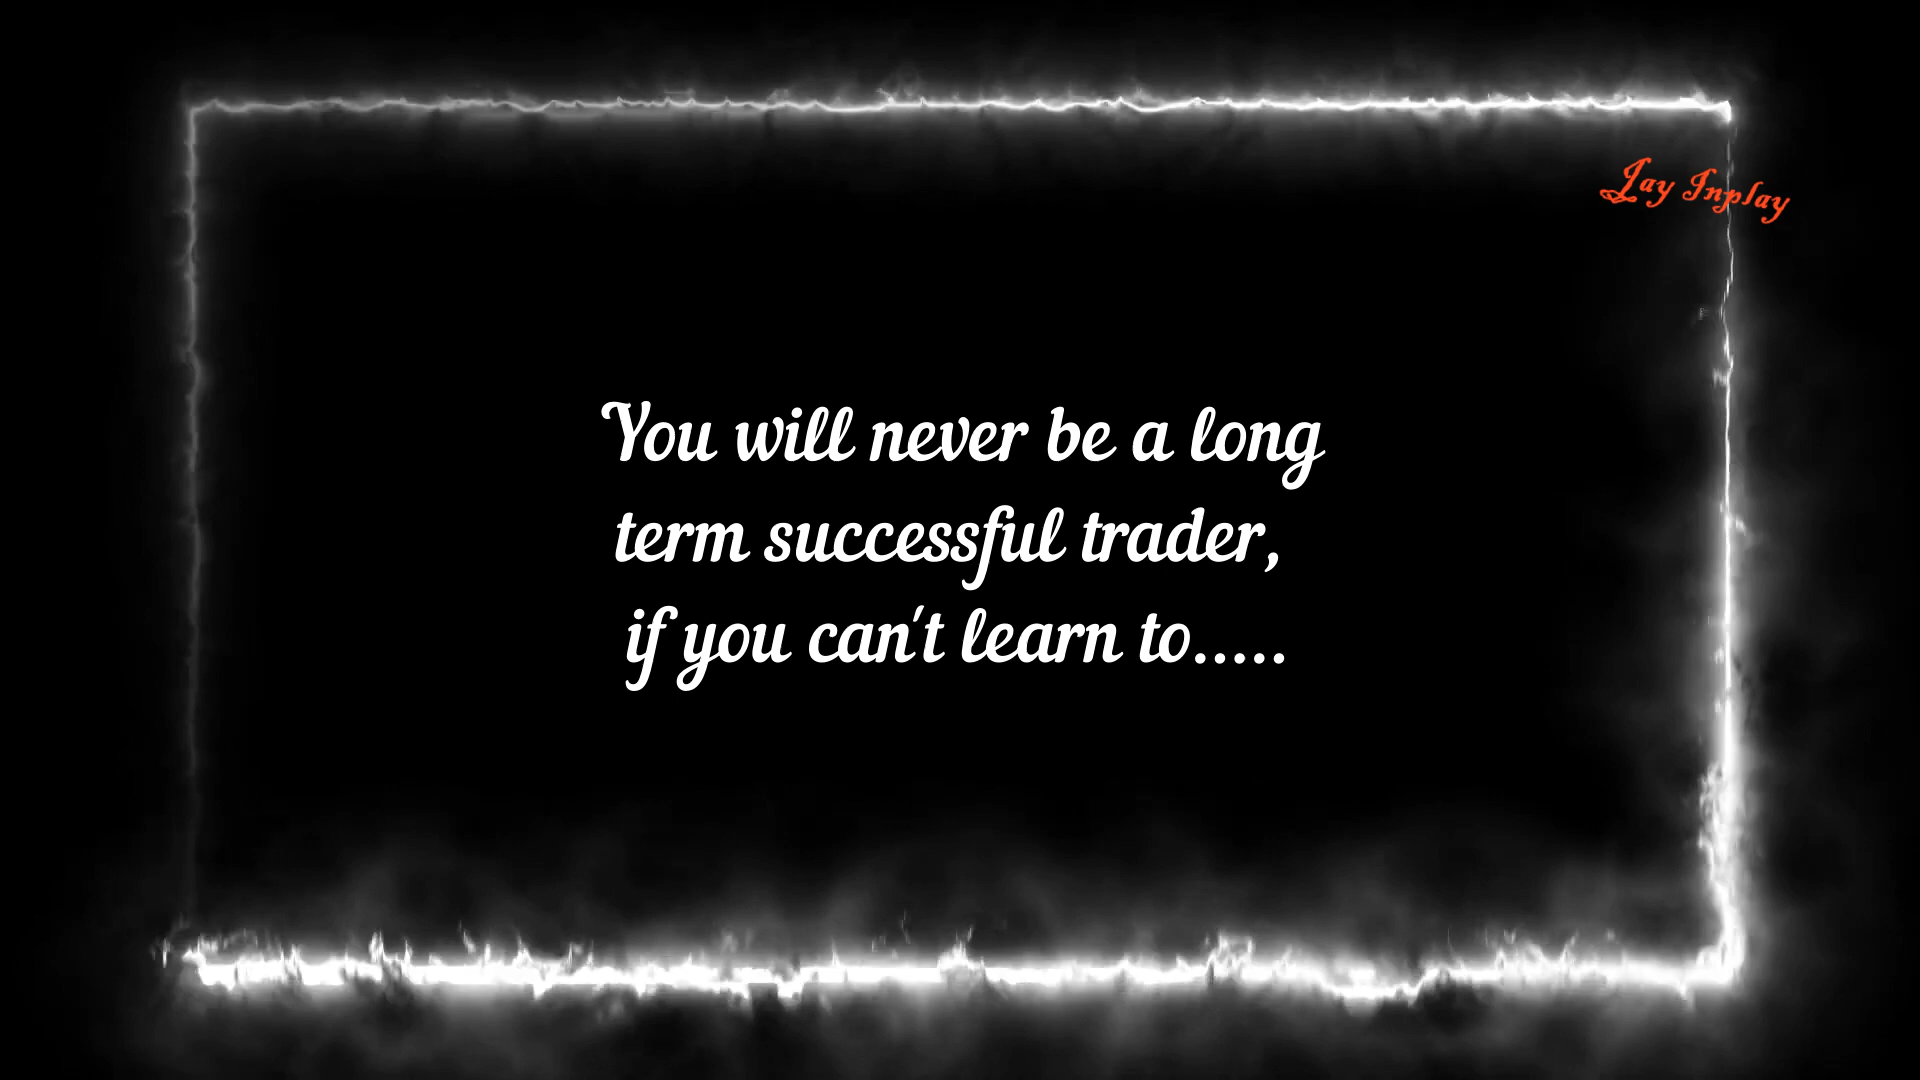 Jay Inplay
You will never be a long
term successful trader,
if you can't learn to.....